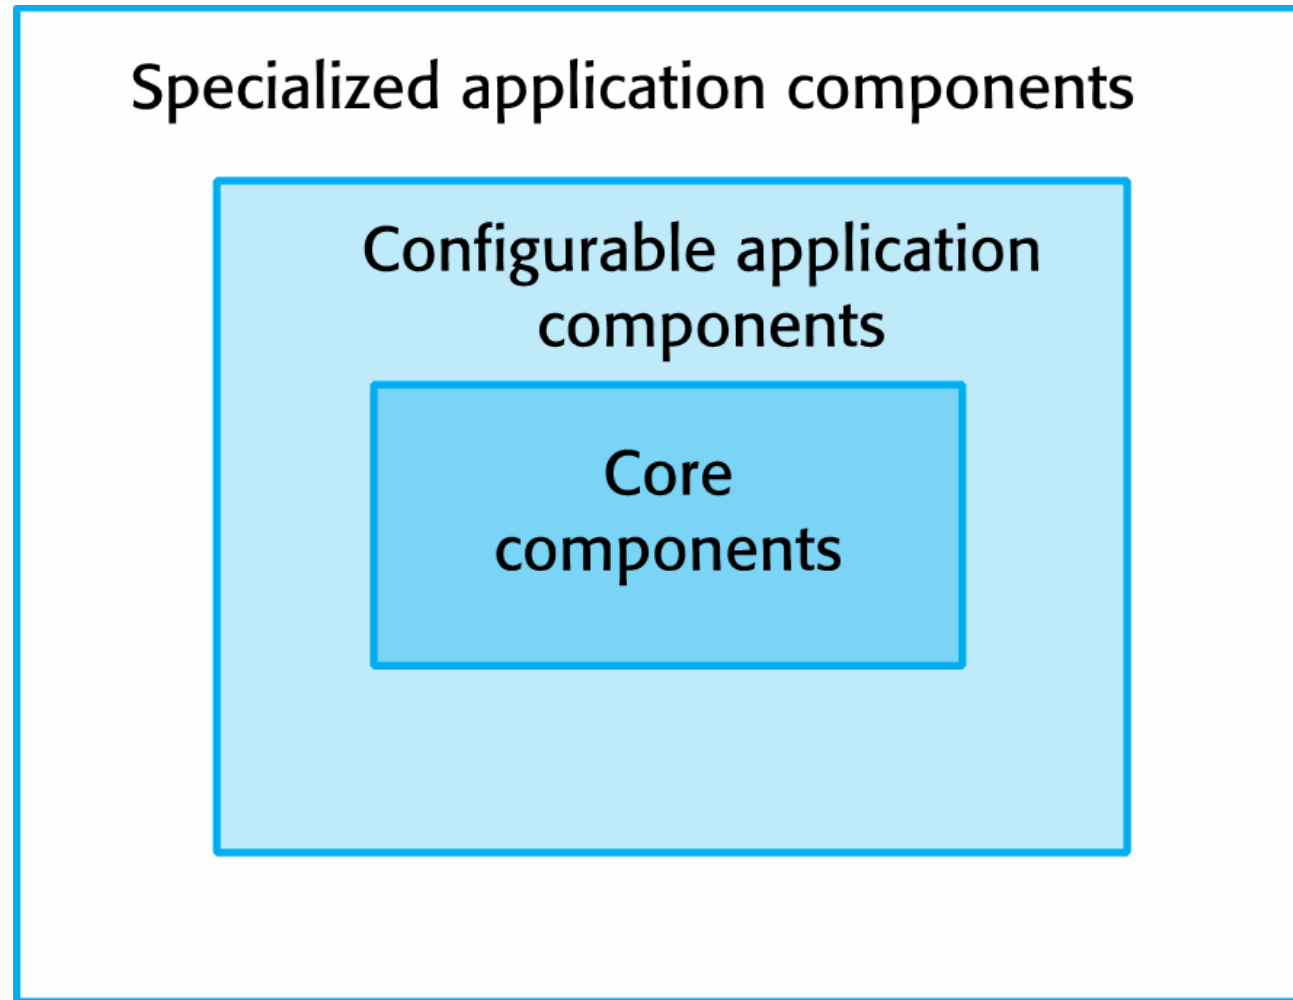 Specialized application components
Configurable application
components
Core
components